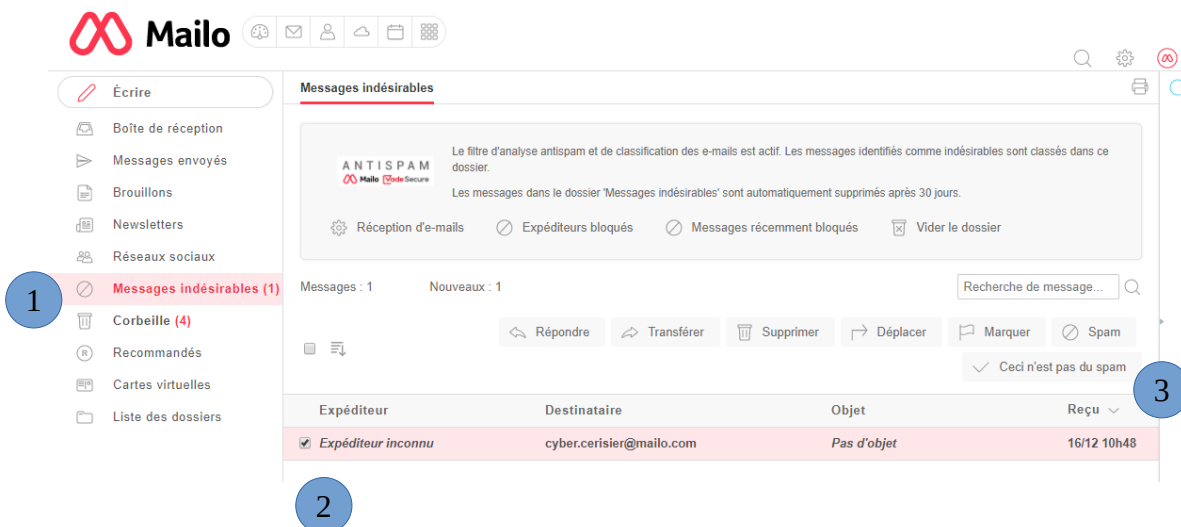 Mailo
Écrire
Boîte de réception
Messages envoyés
Brouillons
Newsletters
Réseaux sociaux
1
Messages indésirables (1)
Corbeille (4)
R
Recommandés
Cartes virtuelles
Liste des dossiers
Messages indésirables
ANTISPAM
Mailo VadeSecure
Le filtre d'analyse antispam et de classification des e-mails est actif. Les messages identifiés comme indésirables sont classés dans ce
dossier.
Les messages dans le dossier 'Messages indésirables' sont automatiquement supprimés après 30 jours.
Réception d'e-mails Expéditeurs bloqués Messages récemment bloqués Vider le dossier
Messages : 1 Nouveaux : 1 Recherche de message...
Répondre Transférer Supprimer Déplacer Marquer Spam
Ceci n'est pas du spam
3
Expéditeur Destinataire Objet Reçu
Expéditeur inconnu cyber.cerisier@mailo.com Pas d'objet 16/12 10h48
2